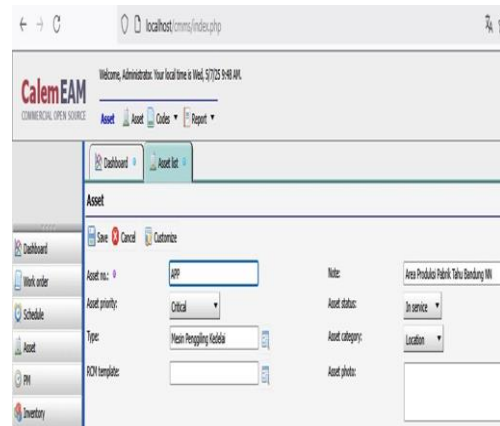 localhost/cmms/index.php
Welcome, Administrator. Your local time is Wed, 5/7/25 9:48 AM.
CalemEAM
COMMERCIAL OPEN SOURCE
Asset Asset Codes Report
Dashboard Asset list
Asset
Save Cancel Customize
Asset no.: APP Note: Area Produksi Pabrik Tahu Bandung NN
Asset priority: Critical Asset status: In service
Type: Mesin Penggiling Kedelai Asset category: Location
RCM template: Asset photo:
Dashboard
Work order
Schedule
Asset
PM
Inventory